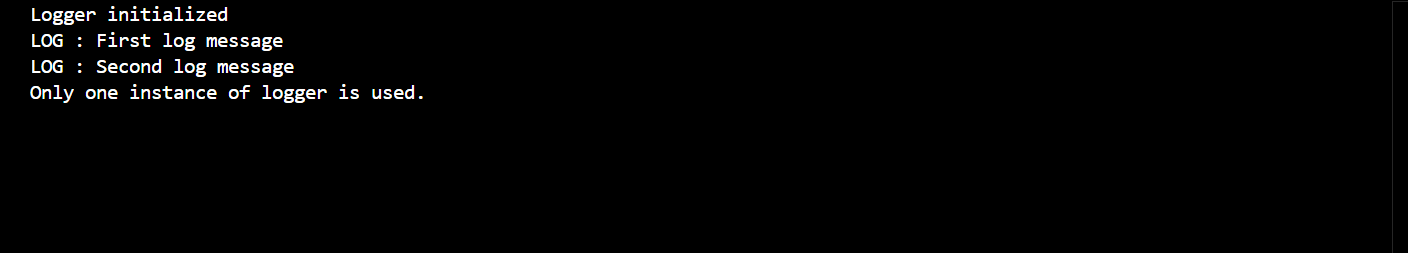 Logger initialized
LOG : First log message
LOG : Second log message
Only one instance of logger is used.